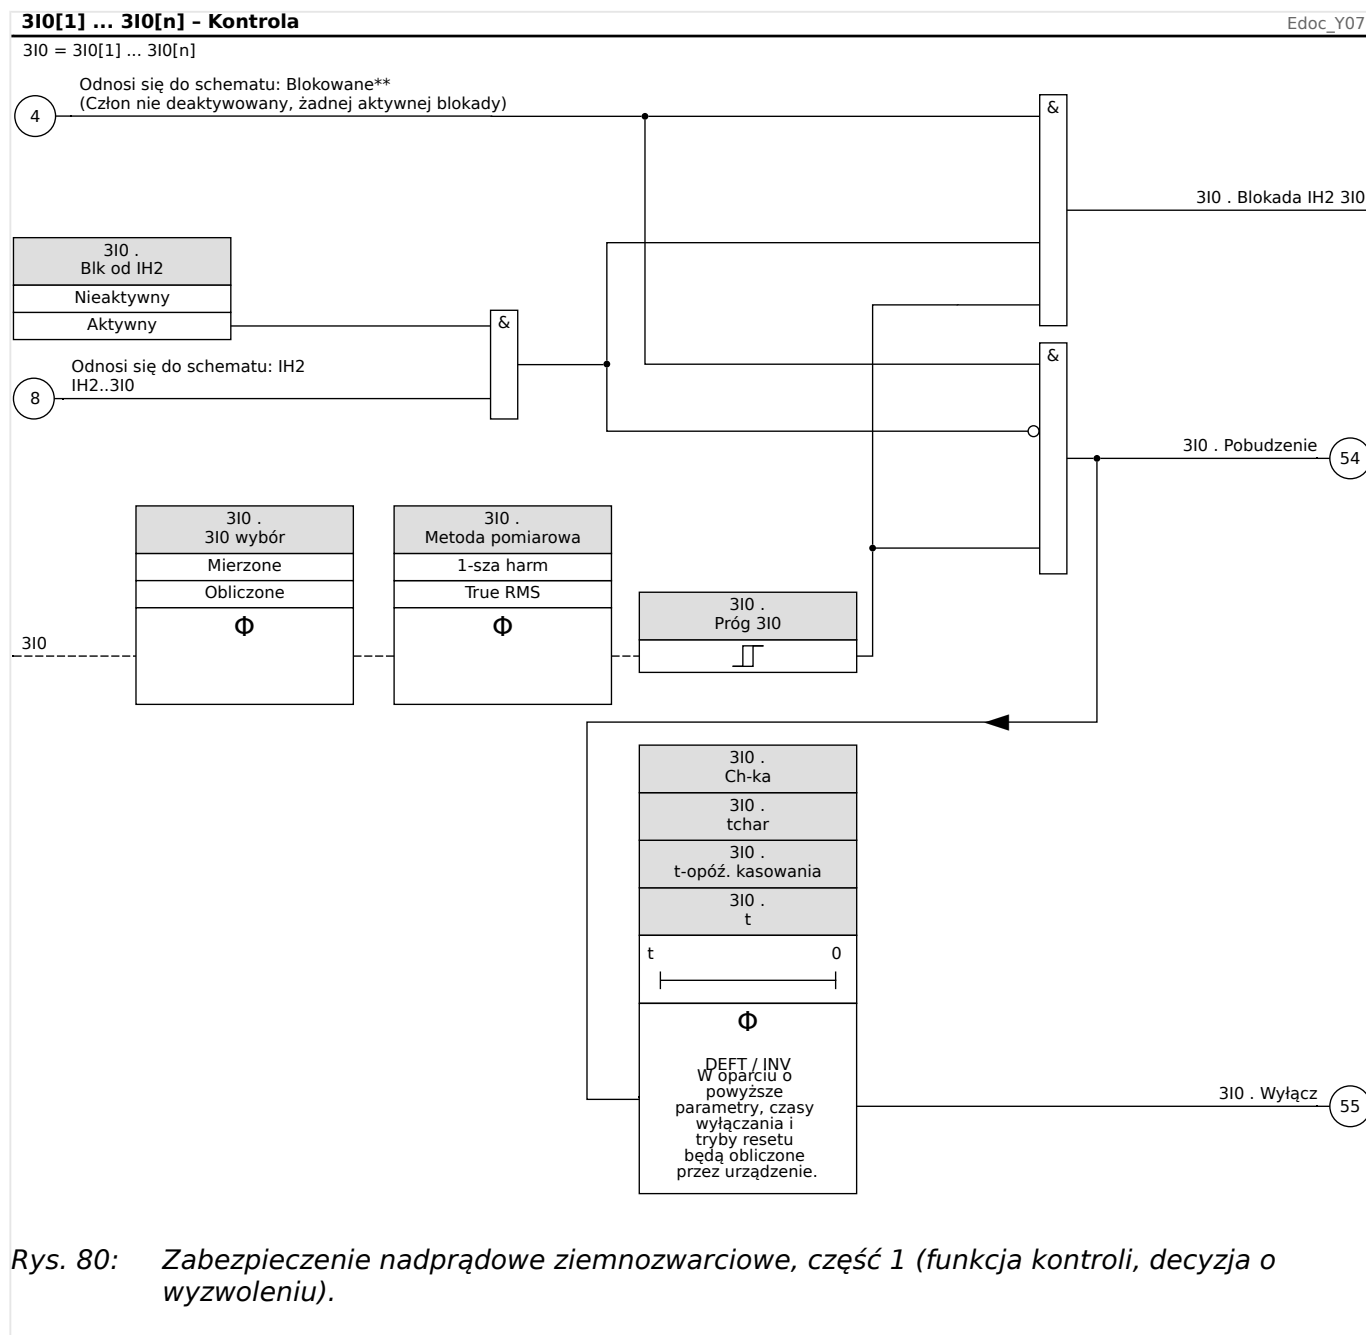 3I0[1] ... 3I0[n] – Kontrola
Edoc_Y07
3I0 = 3I0[1] ... 3I0[n]
Odnosi się do schematu: Blokowane**
(Człon nie deaktywowany, żadnej aktywnej blokady)
4
&
3I0 . Blokada IH2 3I0
3I0 .
Blk od IH2
Nieaktywny
Aktywny
&
Odnosi się do schematu: IH2
IH2..3I0
8
&
3I0 . Pobudzenie
54
3I0 .
3I0 wybór
Mierzone
Obliczone
Φ
3I0 .
Metoda pomiarowa
1-sza harm
True RMS
Φ
3I0 .
Próg 3I0
3I0
3I0 .
Ch-ka
3I0 .
tchar
3I0 .
t-opóź. kasowania
3I0 .
t
t 0
Φ
DEFT / INV
W oparciu o
powyższe
parametry, czasy
wyłączania i
tryby resetu
będą obliczone
przez urządzenie.
3I0 . Wyłącz
55
Rys. 80: Zabezpieczenie nadprądowe ziemnozwarciowe, część 1 (funkcja kontroli, decyzja o
wyzwoleniu).